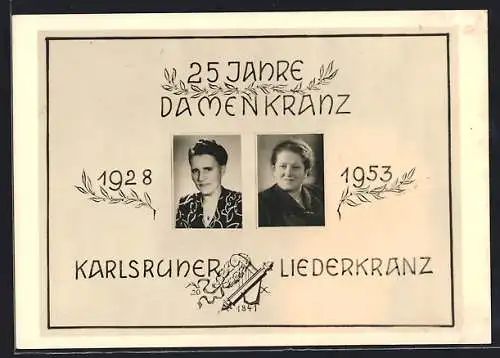 25 JAHRE
DAMENKRANZ
1928
1953
KARLSRUHER LIEDERKRANZ
1841